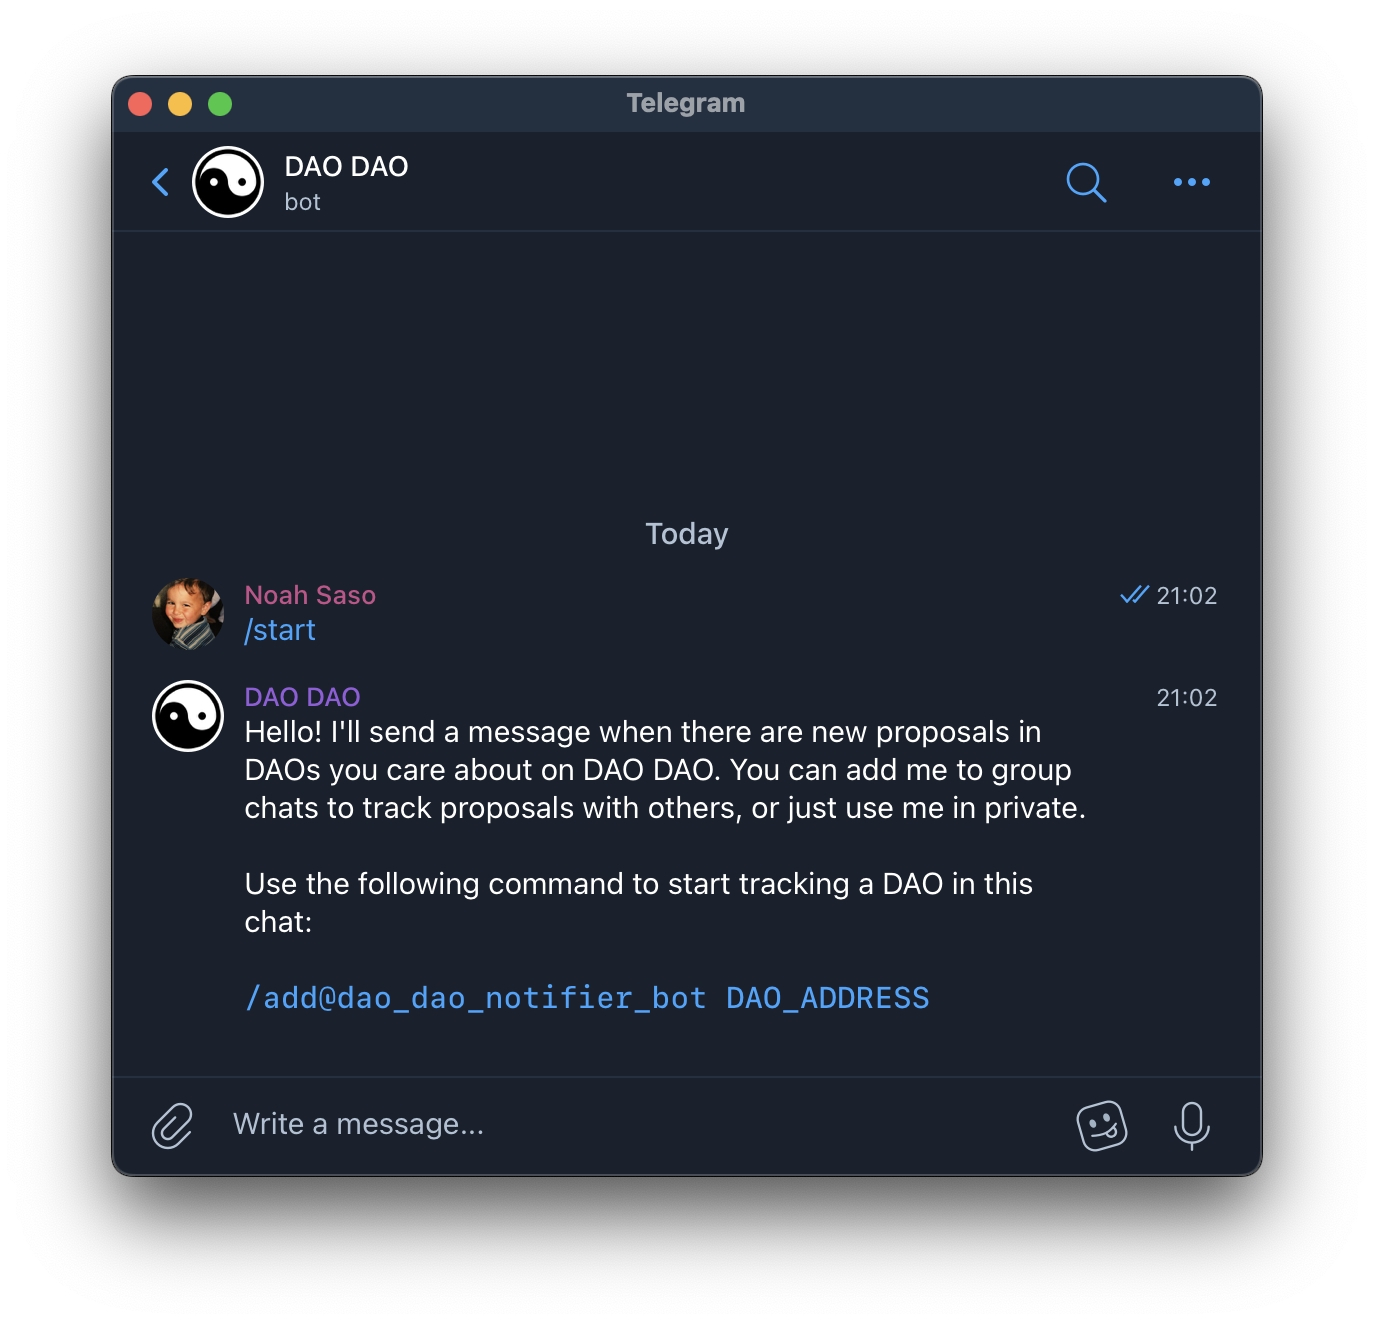 Telegram
DAO DAO
bot
Today
Noah Saso
21:02
/start
DAO DAO
21:02
Hello! I'll send a message when there are new proposals in
DAOs you care about on DAO DAO. You can add me to group
chats to track proposals with others, or just use me in private.
Use the following command to start tracking a DAO in this
chat:
/add@dao_dao_notifier_bot DAO_ADDRESS
Write a message...